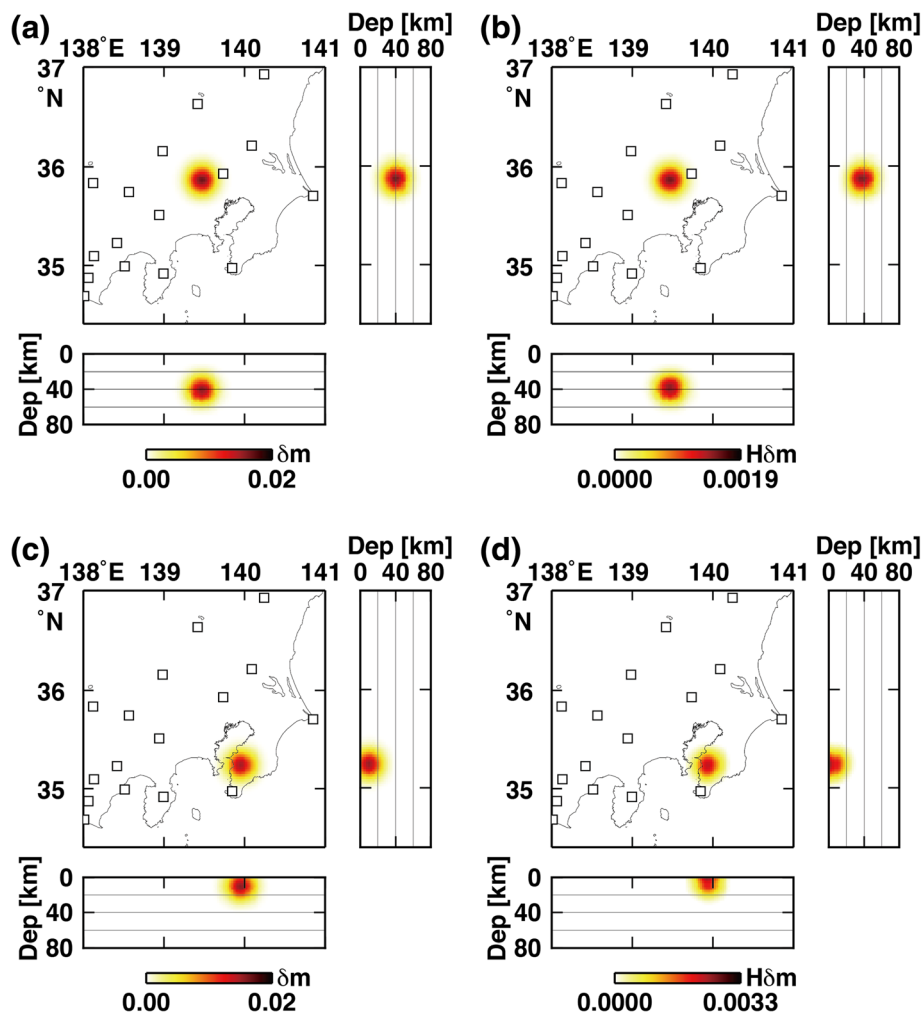 (a) Dep [km] (b) Dep [km]
138°E 139 140 141 0 40 80 138°E 139 140 141 0 40 80
37 37
°N °N
36 36
35 35
0 0
40 40
80 80
Dep [km] Dep [km]
δm Hδm
0.00 0.02 0.0000 0.0019
(c) Dep [km] (d) Dep [km]
138°E 139 140 141 0 40 80 138°E 139 140 141 0 40 80
37 37
°N °N
36 36
35 35
0 0
40 40
80 80
Dep [km] Dep [km]
δm Hδm
0.00 0.02 0.0000 0.0033